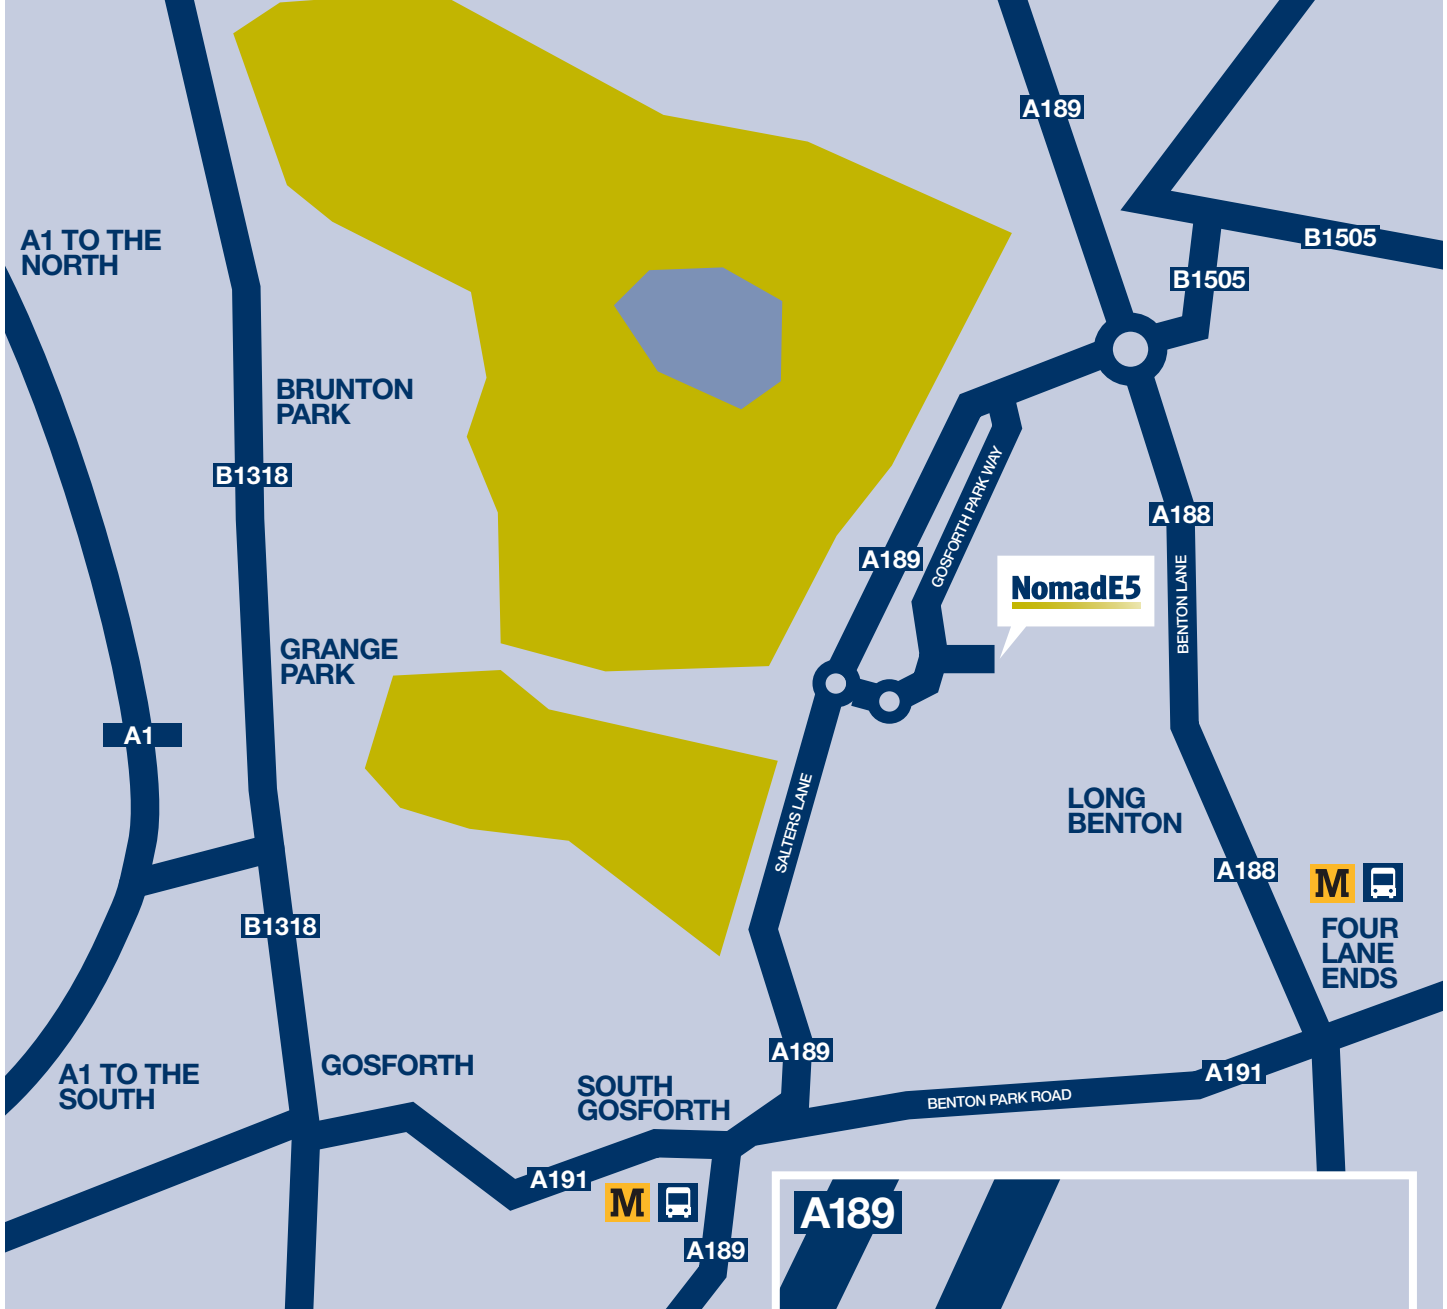 A189
A1 TO THE
NORTH
B1505
B1505
BRUNTON
PARK
B1318
GOSFORTH PARK WAY
A188
A189
NomadE5
BENTON LANE
GRANGE
PARK
A1
SALTERS LANE
LONG
BENTON
A188
M
FOUR
LANE
ENDS
B1318
A189
GOSFORTH
A1 TO THE
SOUTH
SOUTH
GOSFORTH
A191
BENTON PARK ROAD
A191
M
A189
A189